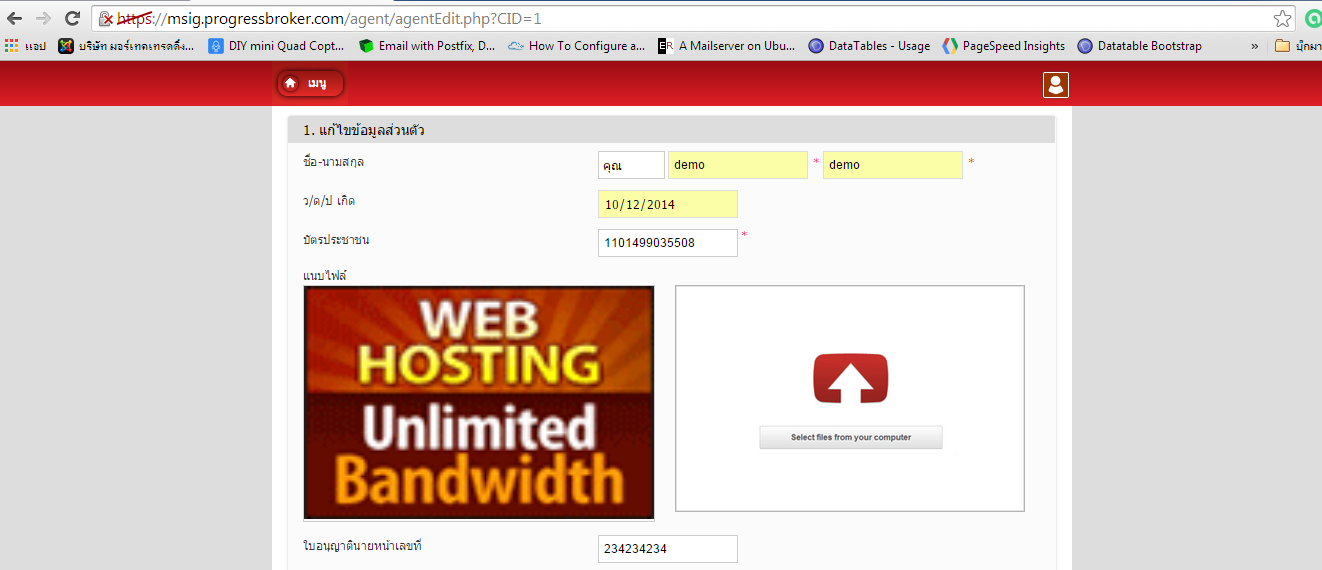 https://msig.progressbroker.com/agent/agentEdit.php?CID=1
แอป บริษัท มอร์เทคเทรดดิ้ง... DIY mini Quad Copt... Email with Postfix, D... How To Configure a... ER A Mailserver on Ubu... DataTables - Usage PageSpeed Insights Datatable Bootstrap » บุ๊กมา
เมนู
1. แก้ไขข้อมูลส่วนตัว
ชื่อ-นามสกุล คุณ demo * demo *
ว/ด/ป เกิด 10/12/2014
บัตรประชาชน 1101499035508 *
แนบไฟล์
WEB
HOSTING
Unlimited
Bandwidth
Select files from your computer
ใบอนุญาตินายหน้าเลขที่ 234234234